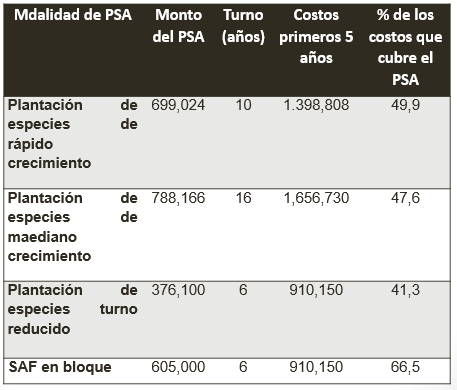 Mdalidad de PSA Monto del PSA Turno (años) Costos primeros 5 años % de los costos que cubre el PSA
Plantación de especies de rápido crecimiento 699,024 10 1.398,808 49,9
Plantación de especies de maediano crecimiento 788,166 16 1,656,730 47,6
Plantación de especies turno reducido 376,100 6 910,150 41,3
SAF en bloque 605,000 6 910,150 66,5